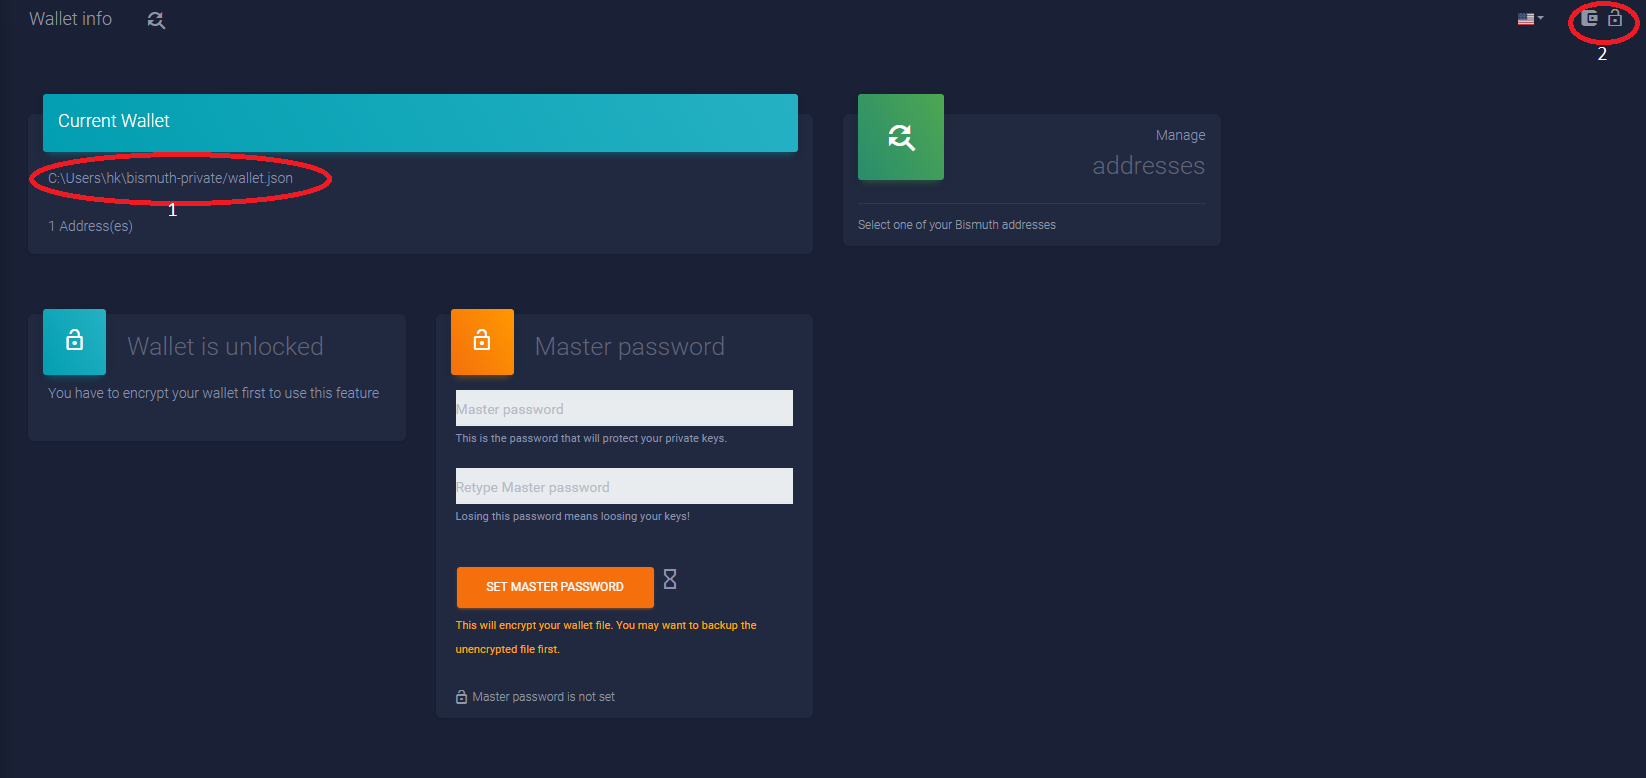 Wallet info
2
Current Wallet
C:\Users\hk\bismuth-private/wallet.json
1
1 Address(es)
Manage
addresses
Select one of your Bismuth addresses
Wallet is unlocked
You have to encrypt your wallet first to use this feature
Master password
Master password
This is the password that will protect your private keys.
Retype Master password
Losing this password means loosing your keys!
SET MASTER PASSWORD
This will encrypt your wallet file. You may want to backup the
unencrypted file first.
Master password is not set